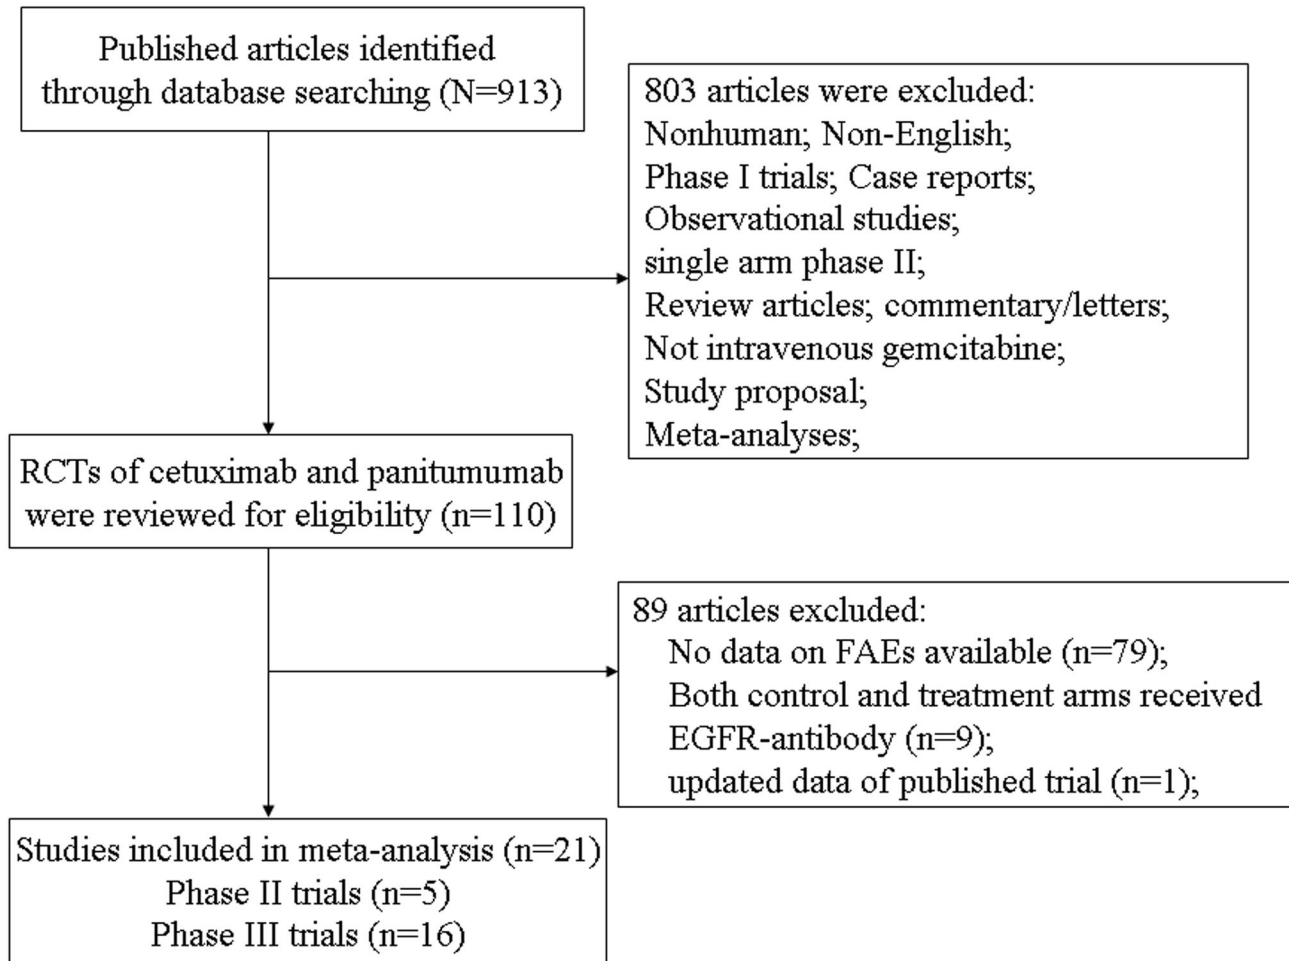 Published articles identified
through database searching (N=913)
803 articles were excluded:
Nonhuman; Non-English;
Phase I trials; Case reports;
Observational studies;
single arm phase II;
Review articles; commentary/letters;
Not intravenous gemcitabine;
Study proposal;
Meta-analyses;
RCTs of cetuximab and panitumumab
were reviewed for eligibility (n=110)
89 articles excluded:
No data on FAEs available (n=79);
Both control and treatment arms received
EGFR-antibody (n=9);
updated data of published trial (n=1);
Studies included in meta-analysis (n=21)
Phase II trials (n=5)
Phase III trials (n=16)